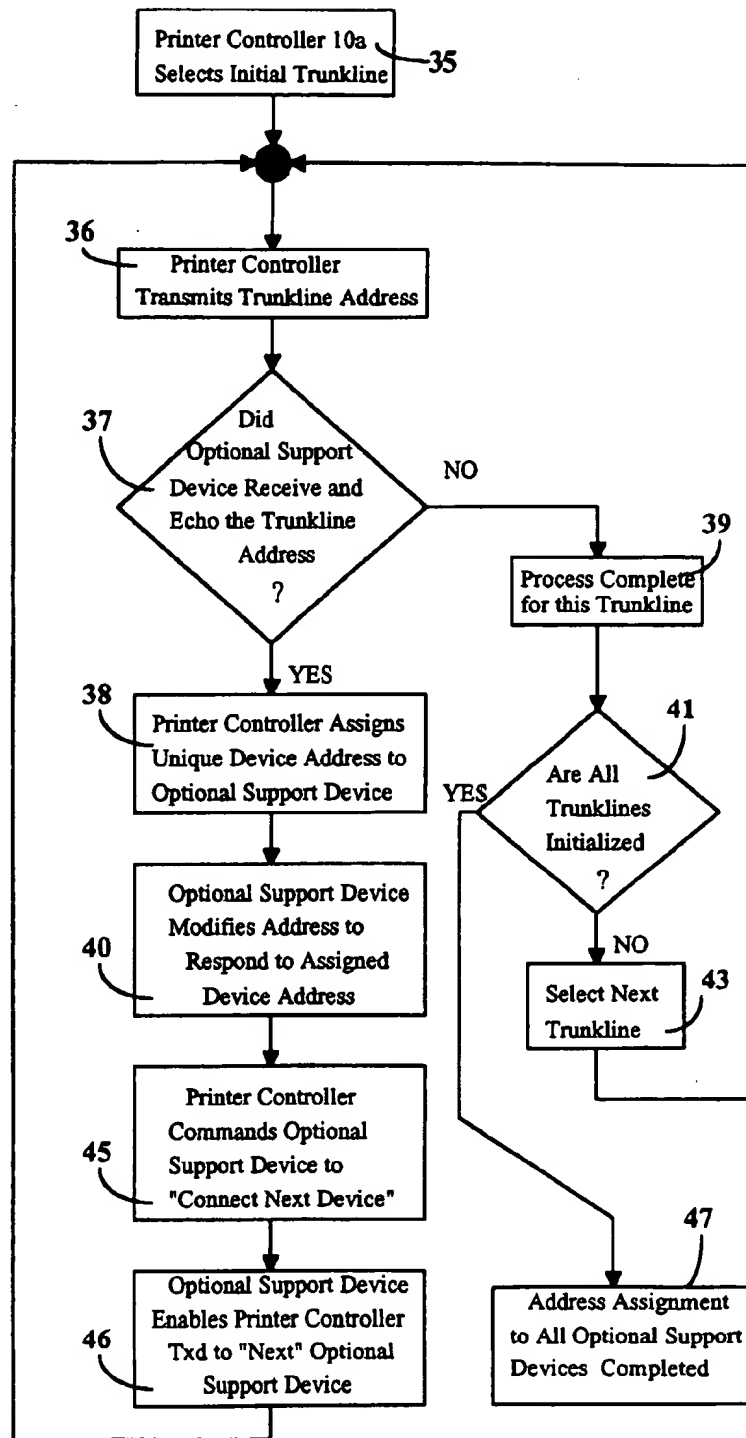 Printer Controller 10a
Selects Initial Trunkline
35
36
Printer Controller
Transmits Trunkline Address
37
Did
Optional Support
Device Receive and
Echo the Trunkline
Address
?
NO
39
Process Complete
for this Trunkline
YES
38
Printer Controller Assigns
Unique Device Address to
Optional Support Device
41
YES
Are All
Trunklines
Initialized
?
40
Optional Support Device
Modifies Address to
Respond to Assigned
Device Address
NO
Select Next
Trunkline
43
45
Printer Controller
Commands Optional
Support Device to
"Connect Next Device"
46
Optional Support Device
Enables Printer Controller
Txd to "Next" Optional
Support Device
47
Address Assignment
to All Optional Support
Devices Completed